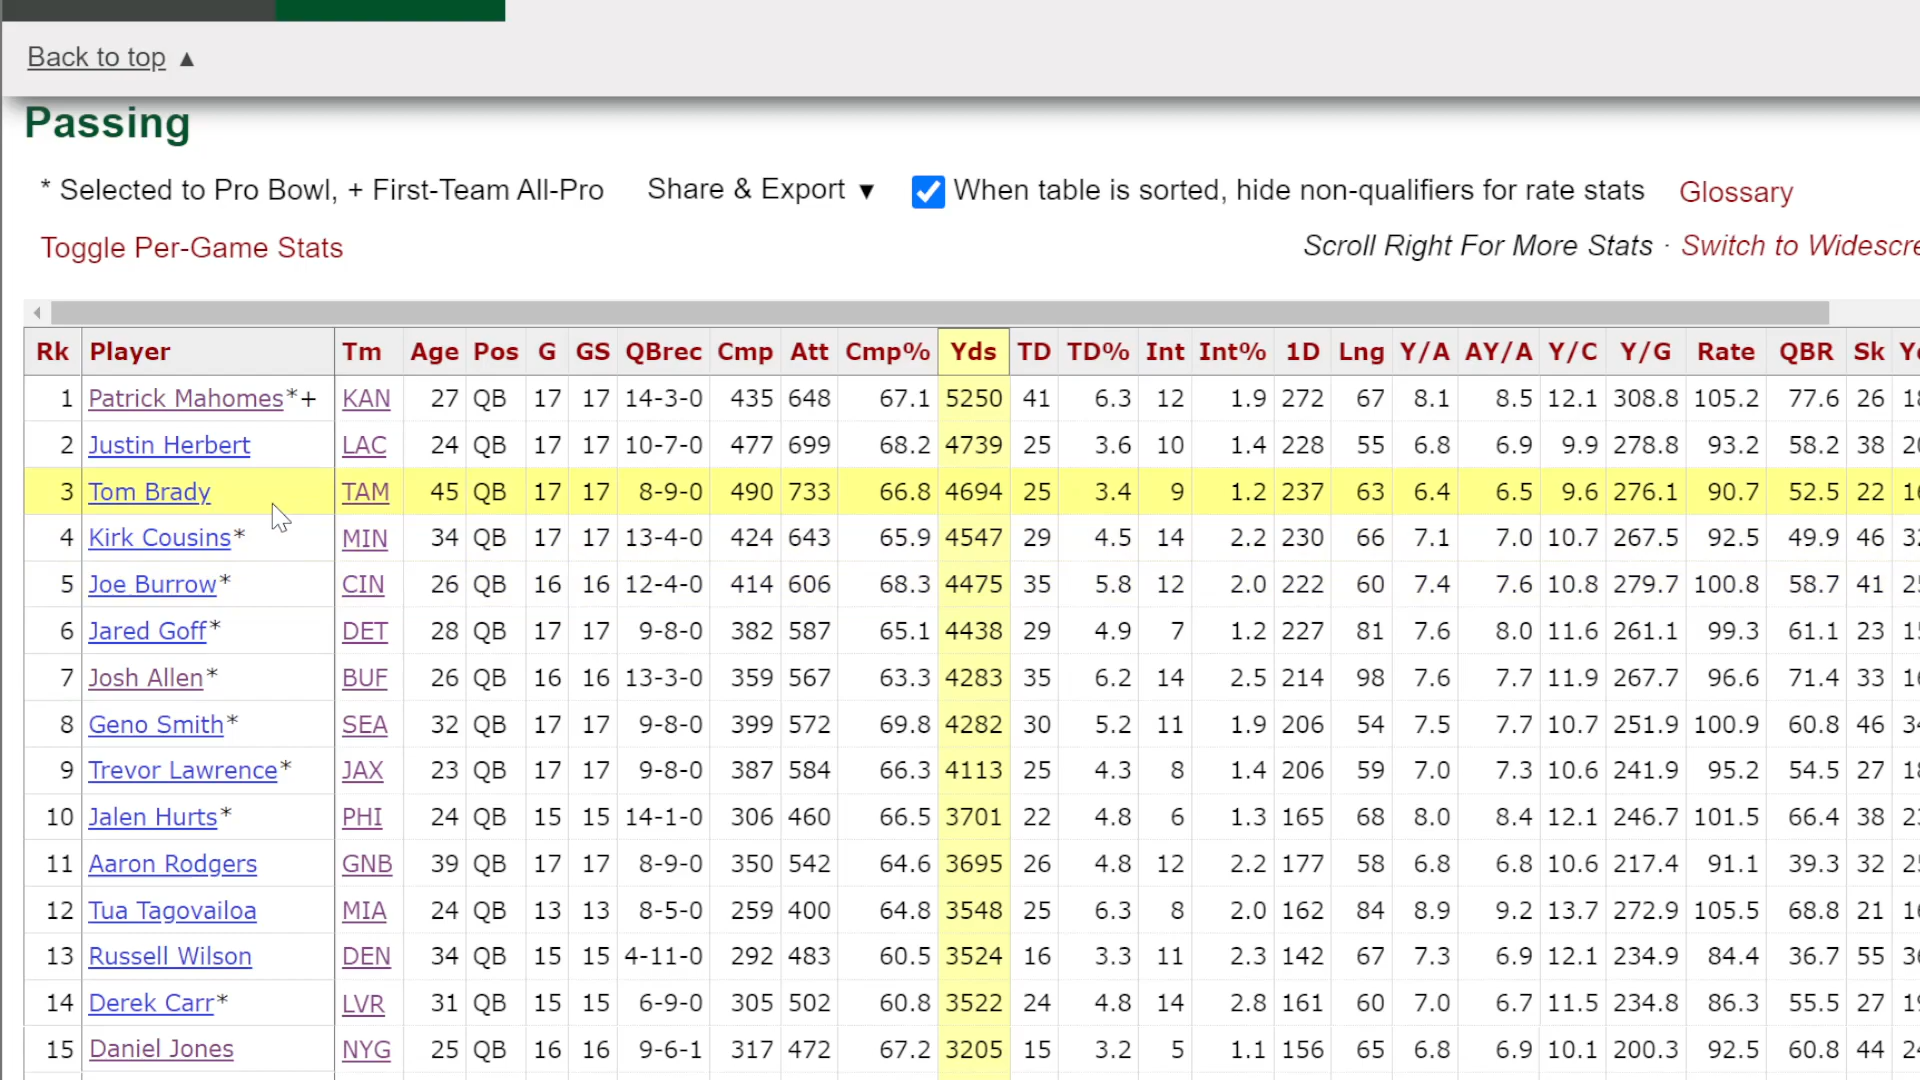 Back to top ▲
Passing
* Selected to Pro Bowl, + First-Team All-Pro Share & Export ▼ When table is sorted, hide non-qualifiers for rate stats Glossary
Toggle Per-Game Stats Scroll Right For More Stats · Switch to Widescre
Rk Player Tm Age Pos G GS QBrec Cmp Att Cmp% Yds TD TD% Int Int% 1D Lng Y/A AY/A Y/C Y/G Rate QBR Sk
1 Patrick Mahomes*+ KAN 27 QB 17 17 14-3-0 435 648 67.1 5250 41 6.3 12 1.9 272 67 8.1 8.5 12.1 308.8 105.2 77.6 26
2 Justin Herbert LAC 24 QB 17 17 10-7-0 477 699 68.2 4739 25 3.6 10 1.4 228 55 6.8 6.9 9.9 278.8 93.2 58.2 38
3 Tom Brady TAM 45 QB 17 17 8-9-0 490 733 66.8 4694 25 3.4 9 1.2 237 63 6.4 6.5 9.6 276.1 90.7 52.5 22
4 Kirk Cousins* MIN 34 QB 17 17 13-4-0 424 643 65.9 4547 29 4.5 14 2.2 230 66 7.1 7.0 10.7 267.5 92.5 49.9 46
5 Joe Burrow* CIN 26 QB 16 16 12-4-0 414 606 68.3 4475 35 5.8 12 2.0 222 60 7.4 7.6 10.8 279.7 100.8 58.7 41
6 Jared Goff* DET 28 QB 17 17 9-8-0 382 587 65.1 4438 29 4.9 7 1.2 227 81 7.6 8.0 11.6 261.1 99.3 61.1 23
7 Josh Allen* BUF 26 QB 16 16 13-3-0 359 567 63.3 4283 35 6.2 14 2.5 214 98 7.6 7.7 11.9 267.7 96.6 71.4 33
8 Geno Smith* SEA 32 QB 17 17 9-8-0 399 572 69.8 4282 30 5.2 11 1.9 206 54 7.5 7.7 10.7 251.9 100.9 60.8 46
9 Trevor Lawrence* JAX 23 QB 17 17 9-8-0 387 584 66.3 4113 25 4.3 8 1.4 206 59 7.0 7.3 10.6 241.9 95.2 54.5 27
10 Jalen Hurts* PHI 24 QB 15 15 14-1-0 306 460 66.5 3701 22 4.8 6 1.3 165 68 8.0 8.4 12.1 246.7 101.5 66.4 38
11 Aaron Rodgers GNB 39 QB 17 17 8-9-0 350 542 64.6 3695 26 4.8 12 2.2 177 58 6.8 6.8 10.6 217.4 91.1 39.3 32
12 Tua Tagovailoa MIA 24 QB 13 13 8-5-0 259 400 64.8 3548 25 6.3 8 2.0 162 84 8.9 9.2 13.7 272.9 105.5 68.8 21
13 Russell Wilson DEN 34 QB 15 15 4-11-0 292 483 60.5 3524 16 3.3 11 2.3 142 67 7.3 6.9 12.1 234.9 84.4 36.7 55
14 Derek Carr* LVR 31 QB 15 15 6-9-0 305 502 60.8 3522 24 4.8 14 2.8 161 60 7.0 6.7 11.5 234.8 86.3 55.5 27
15 Daniel Jones NYG 25 QB 16 16 9-6-1 317 472 67.2 3205 15 3.2 5 1.1 156 65 6.8 6.9 10.1 200.3 92.5 60.8 44